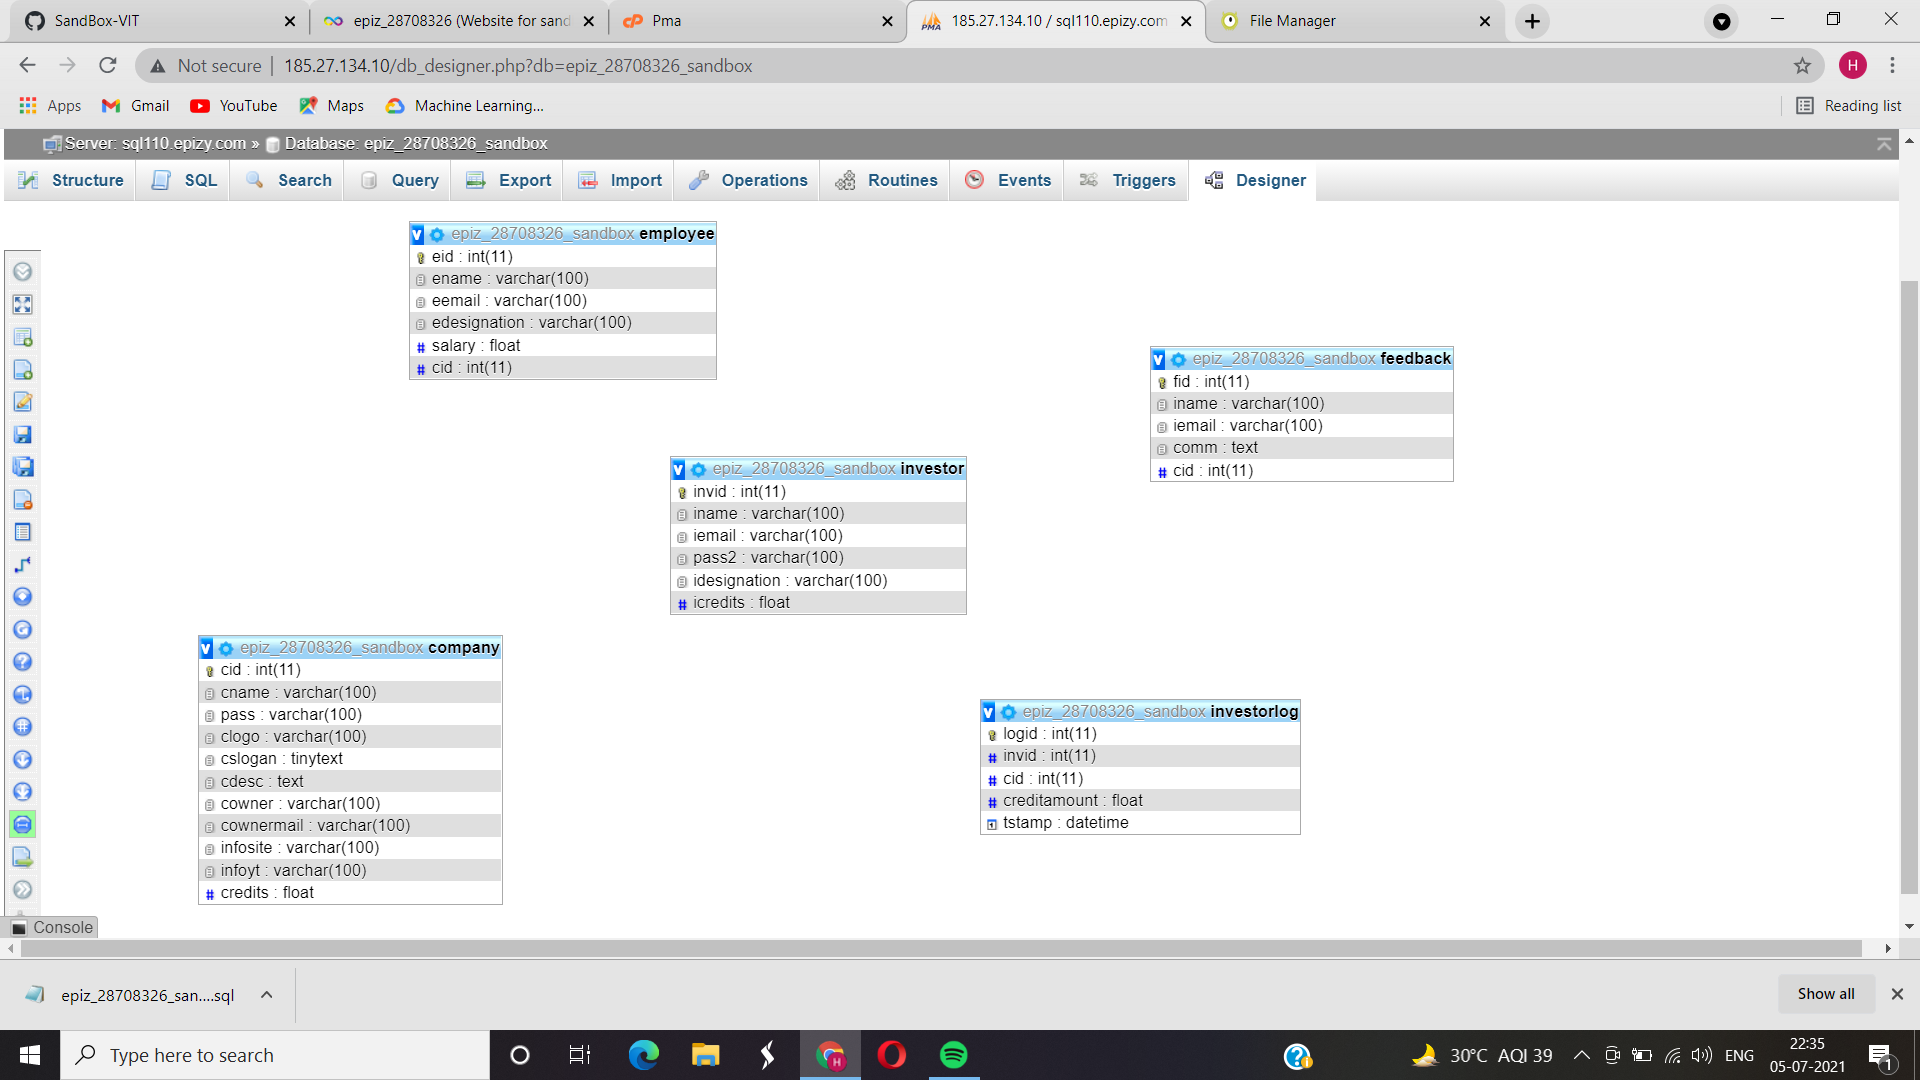 SandBox-VIT
epiz_28708326 (Website for sand
Pma
185.27.134.10 / sql110.epizy.com
File Manager
Not secure
185.27.134.10/db_designer.php?db=epiz_28708326_sandbox
H
Apps
Gmail
YouTube
Maps
Machine Learning...
Reading list
Server: sql110.epizy.com » Database: epiz_28708326_sandbox
Structure
SQL
Search
Query
Export
Import
Operations
Routines
Events
Triggers
Designer
v epiz_28708326_sandbox employee
eid : int(11)
ename : varchar(100)
eemail : varchar(100)
edesignation : varchar(100)
# salary : float
# cid : int(11)
v epiz_28708326_sandbox feedback
fid : int(11)
iname : varchar(100)
iemail : varchar(100)
comm : text
# cid : int(11)
v epiz_28708326_sandbox investor
invid : int(11)
iname : varchar(100)
iemail : varchar(100)
pass2 : varchar(100)
idesignation : varchar(100)
# icredits : float
v epiz_28708326_sandbox company
cid : int(11)
cname : varchar(100)
pass : varchar(100)
clogo : varchar(100)
cslogan : tinytext
cdesc : text
cowner : varchar(100)
cownermail : varchar(100)
infosite : varchar(100)
infoyt : varchar(100)
# credits : float
v epiz_28708326_sandbox investorlog
logid : int(11)
# invid : int(11)
# cid : int(11)
# creditamount : float
tstamp : datetime
Console
epiz_28708326_san....sql
Show all
Type here to search
30°C AQI 39
ENG
22:35
05-07-2021
1